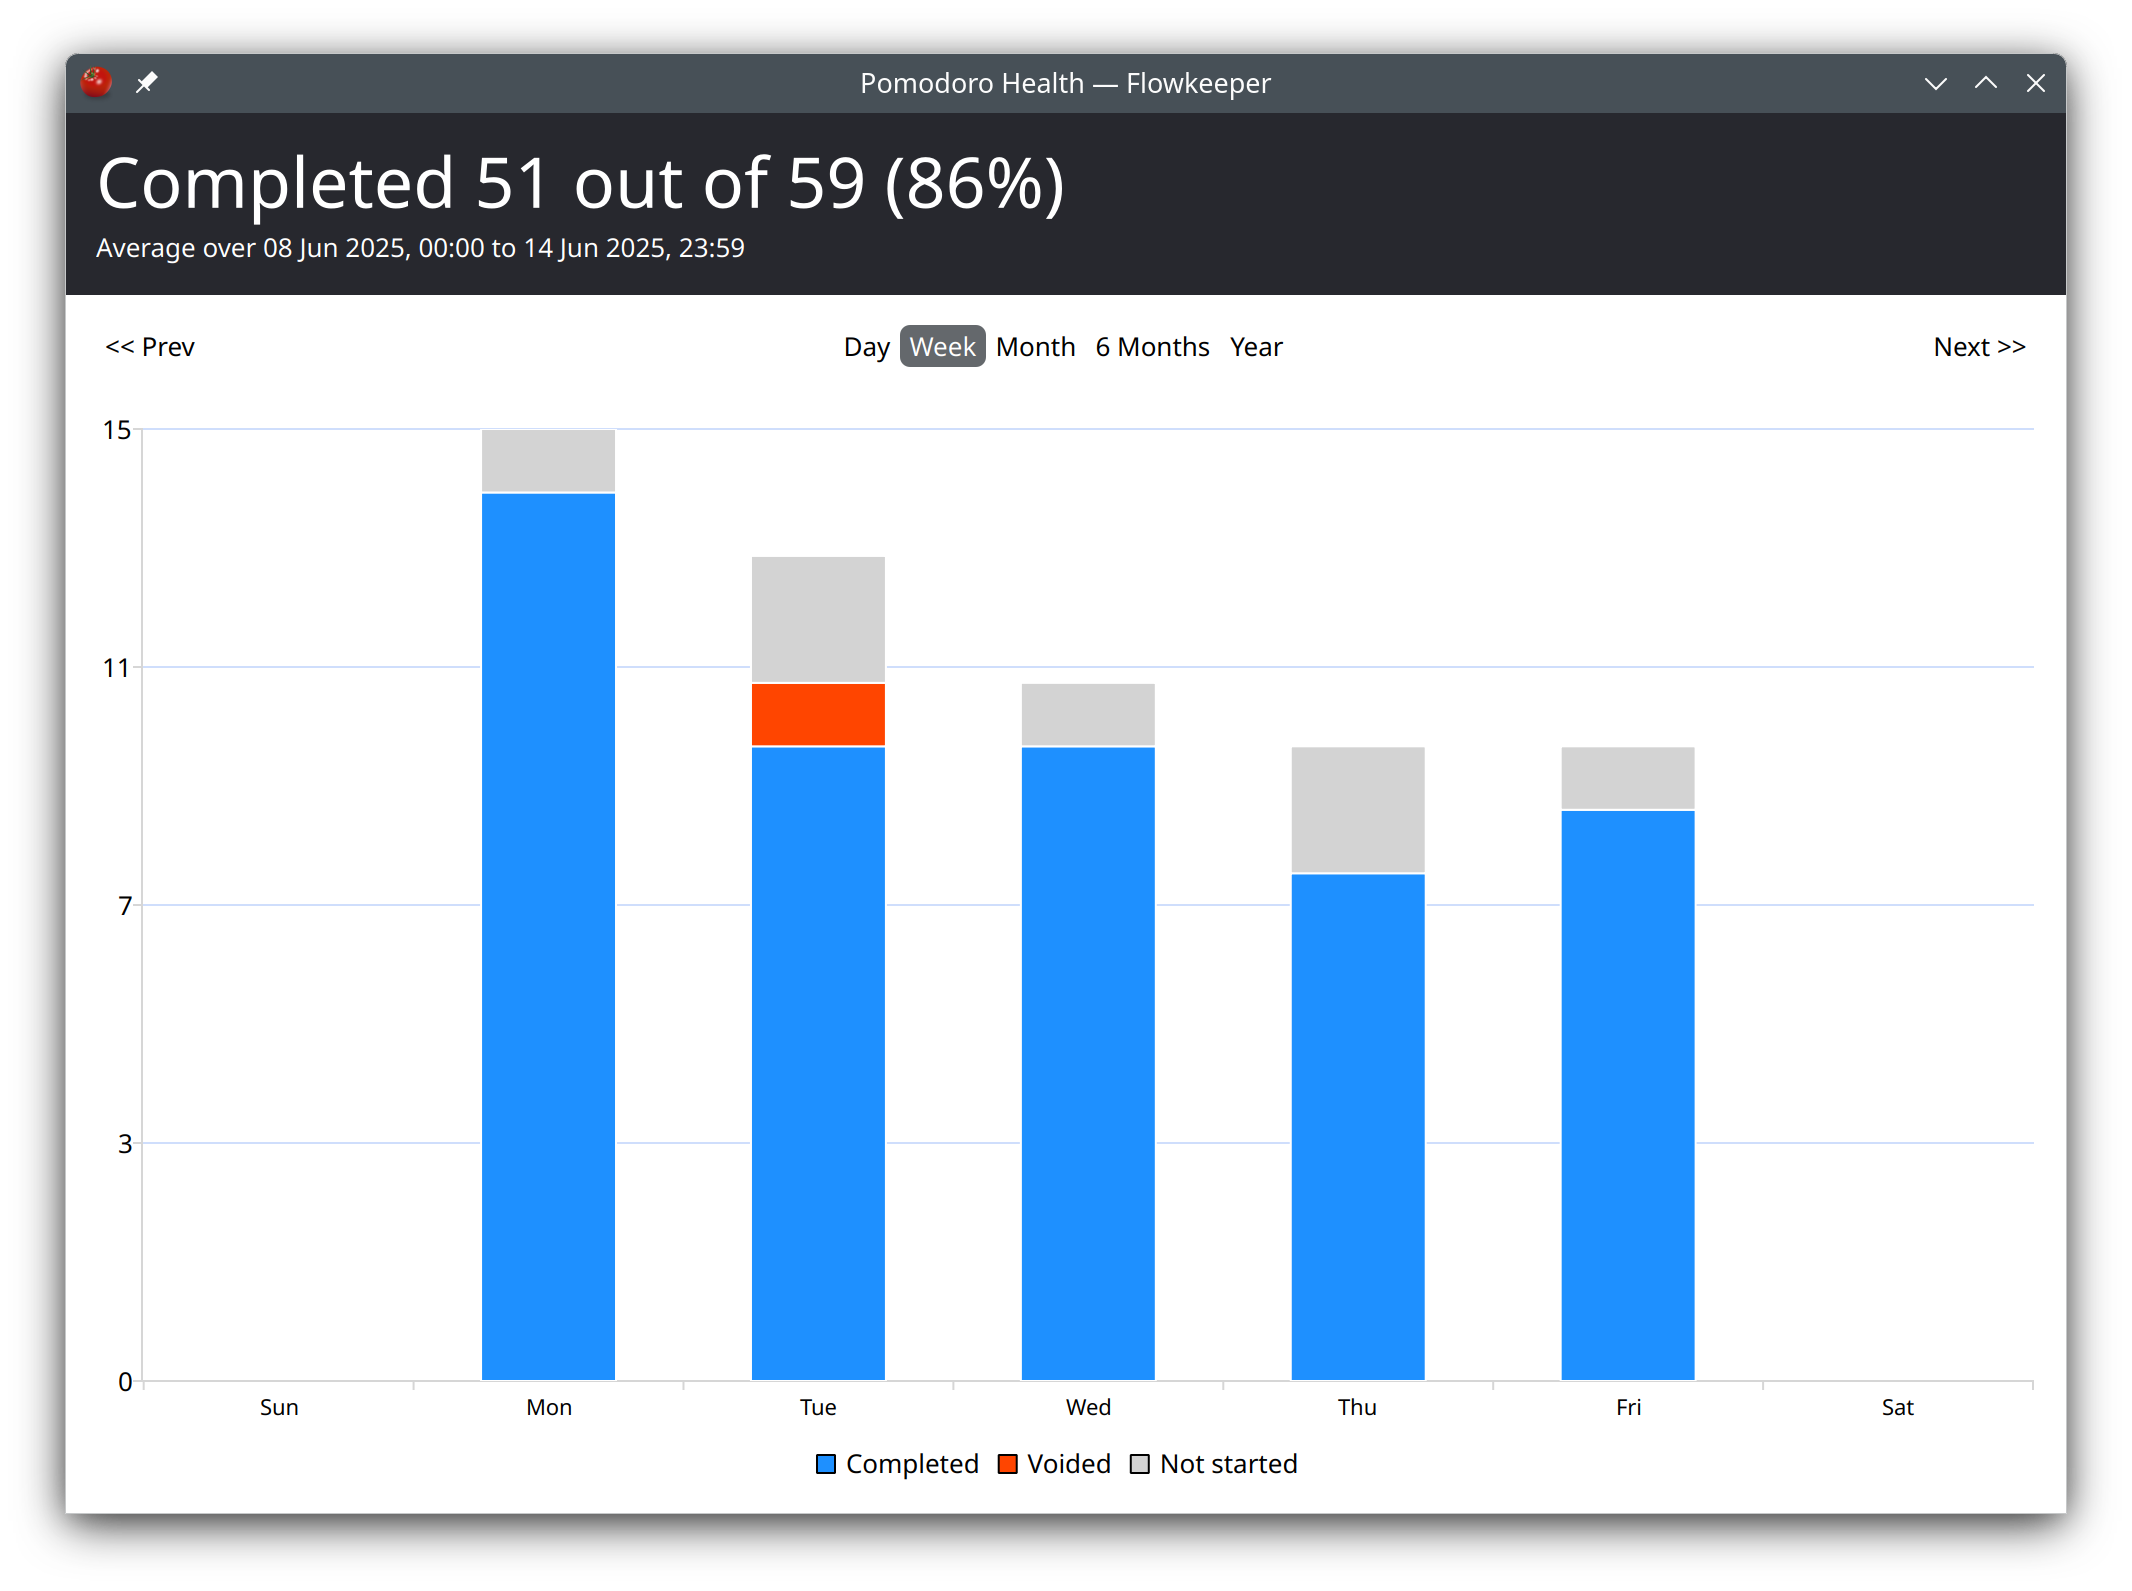 Pomodoro Health — Flowkeeper
Completed 51 out of 59 (86%)
Average over 08 Jun 2025, 00:00 to 14 Jun 2025, 23:59
<< Prev Day Week Month 6 Months Year Next >>
15
11
7
3
0
Sun Mon Tue Wed Thu Fri Sat
Completed Voided Not started